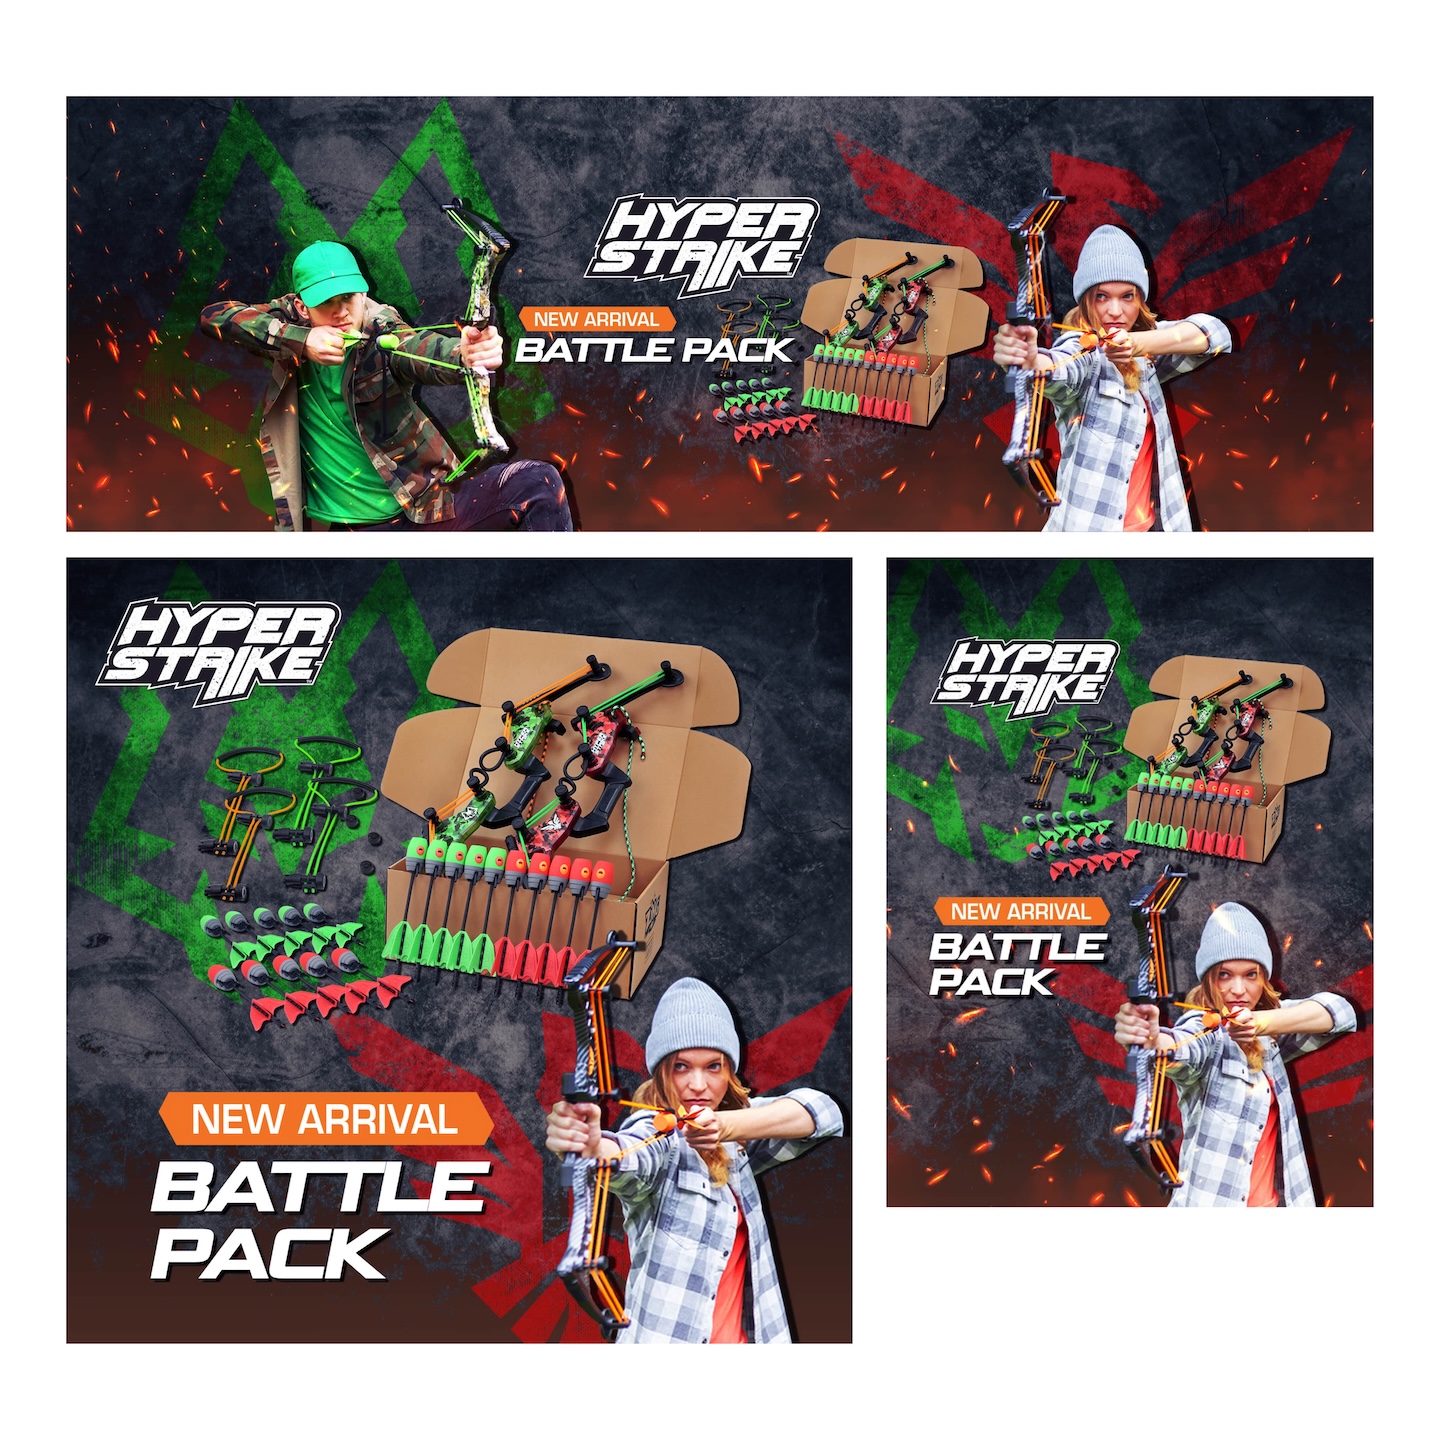 HYPER
STRIKE
NEW ARRIVAL
BATTLE PACK
HYPER
STRIKE
NEW ARRIVAL
BATTLE
PACK
HYPER
STRIKE
NEW ARRIVAL
BATTLE
PACK